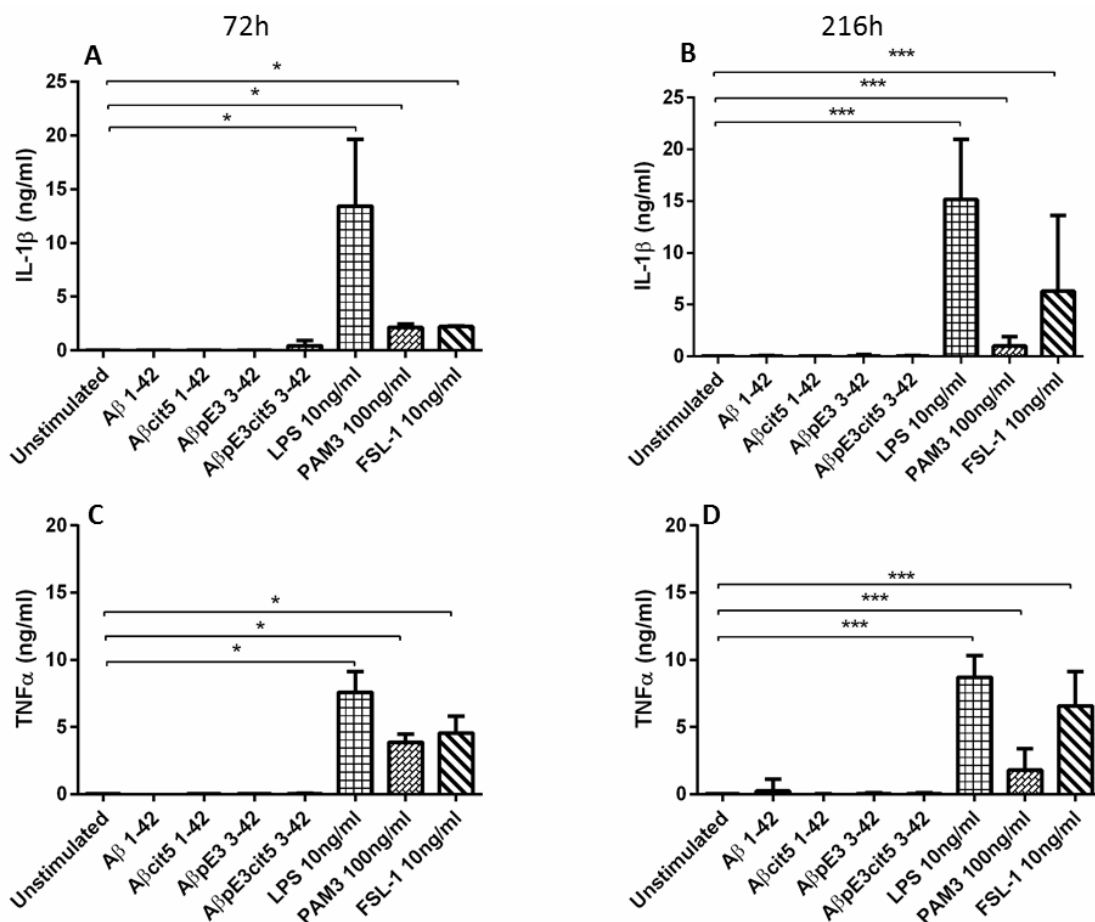 72h
A
*
*
*
25
20
15
10
5
0
IL-1β (ng/ml)
Unstimulated
Aβ 1-42
Aβcit5 1-42
AβpE3 3-42
AβpE3cit5 3-42
LPS 10ng/ml
PAM3 100ng/ml
FSL-1 10ng/ml
216h
B
***
***
***
25
20
15
10
5
0
IL-1β (ng/ml)
Unstimulated
Aβ 1-42
Aβcit5 1-42
AβpE3 3-42
AβpE3cit5 3-42
LPS 10ng/ml
PAM3 100ng/ml
FSL-1 10ng/ml
C
*
*
*
20
15
10
5
0
TNFα (ng/ml)
Unstimulated
Aβ 1-42
Aβcit5 1-42
AβpE3 3-42
AβpE3cit5 3-42
LPS 10ng/ml
PAM3 100ng/ml
FSL-1 10ng/ml
D
***
***
***
20
15
10
5
0
TNFα (ng/ml)
Unstimulated
Aβ 1-42
Aβcit5 1-42
AβpE3 3-42
AβpE3cit5 3-42
LPS 10ng/ml
PAM3 100ng/ml
FSL-1 10ng/ml